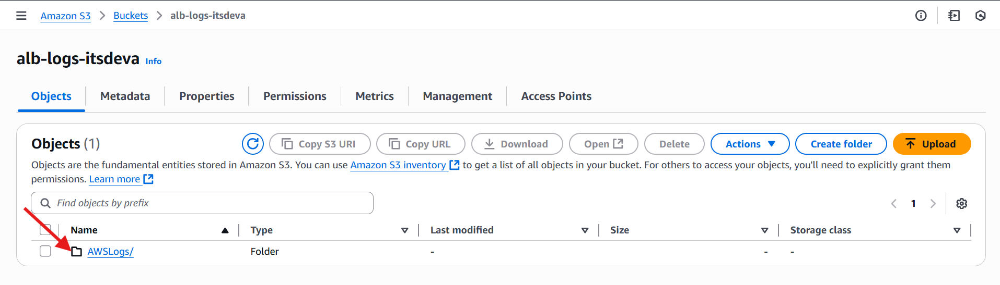 Amazon S3 > Buckets > alb-logs-itsdeva
alb-logs-itsdeva Info
Objects Metadata Properties Permissions Metrics Management Access Points
Objects (1) Copy S3 URI Copy URL Download Open Delete Actions Create folder Upload
Objects are the fundamental entities stored in Amazon S3. You can use Amazon S3 inventory to get a list of all objects in your bucket. For others to access your objects, you'll need to explicitly grant them
permissions. Learn more
Find objects by prefix 1
Name Type Last modified Size Storage class
AWSLogs/ Folder - - -